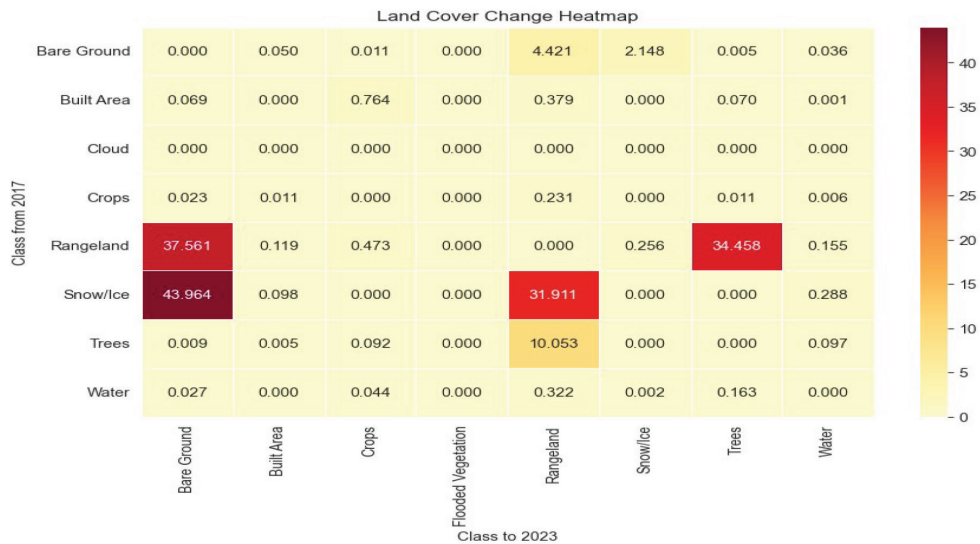 Land Cover Change Heatmap
Bare Ground 0.000 0.050 0.011 0.000 4.421 2.148 0.005 0.036
Built Area 0.069 0.000 0.764 0.000 0.379 0.000 0.070 0.001
Cloud 0.000 0.000 0.000 0.000 0.000 0.000 0.000 0.000
Crops 0.023 0.011 0.000 0.000 0.231 0.000 0.011 0.006
Rangeland 37.561 0.119 0.473 0.000 0.000 0.256 34.458 0.155
Snow/Ice 43.964 0.098 0.000 0.000 31.911 0.000 0.000 0.288
Trees 0.009 0.005 0.092 0.000 10.053 0.000 0.000 0.097
Water 0.027 0.000 0.044 0.000 0.322 0.002 0.163 0.000
Class from 2017
Bare Ground
Built Area
Crops
Flooded Vegetation
Rangeland
Snow/Ice
Trees
Water
Class to 2023
40
35
30
25
20
15
10
5
0